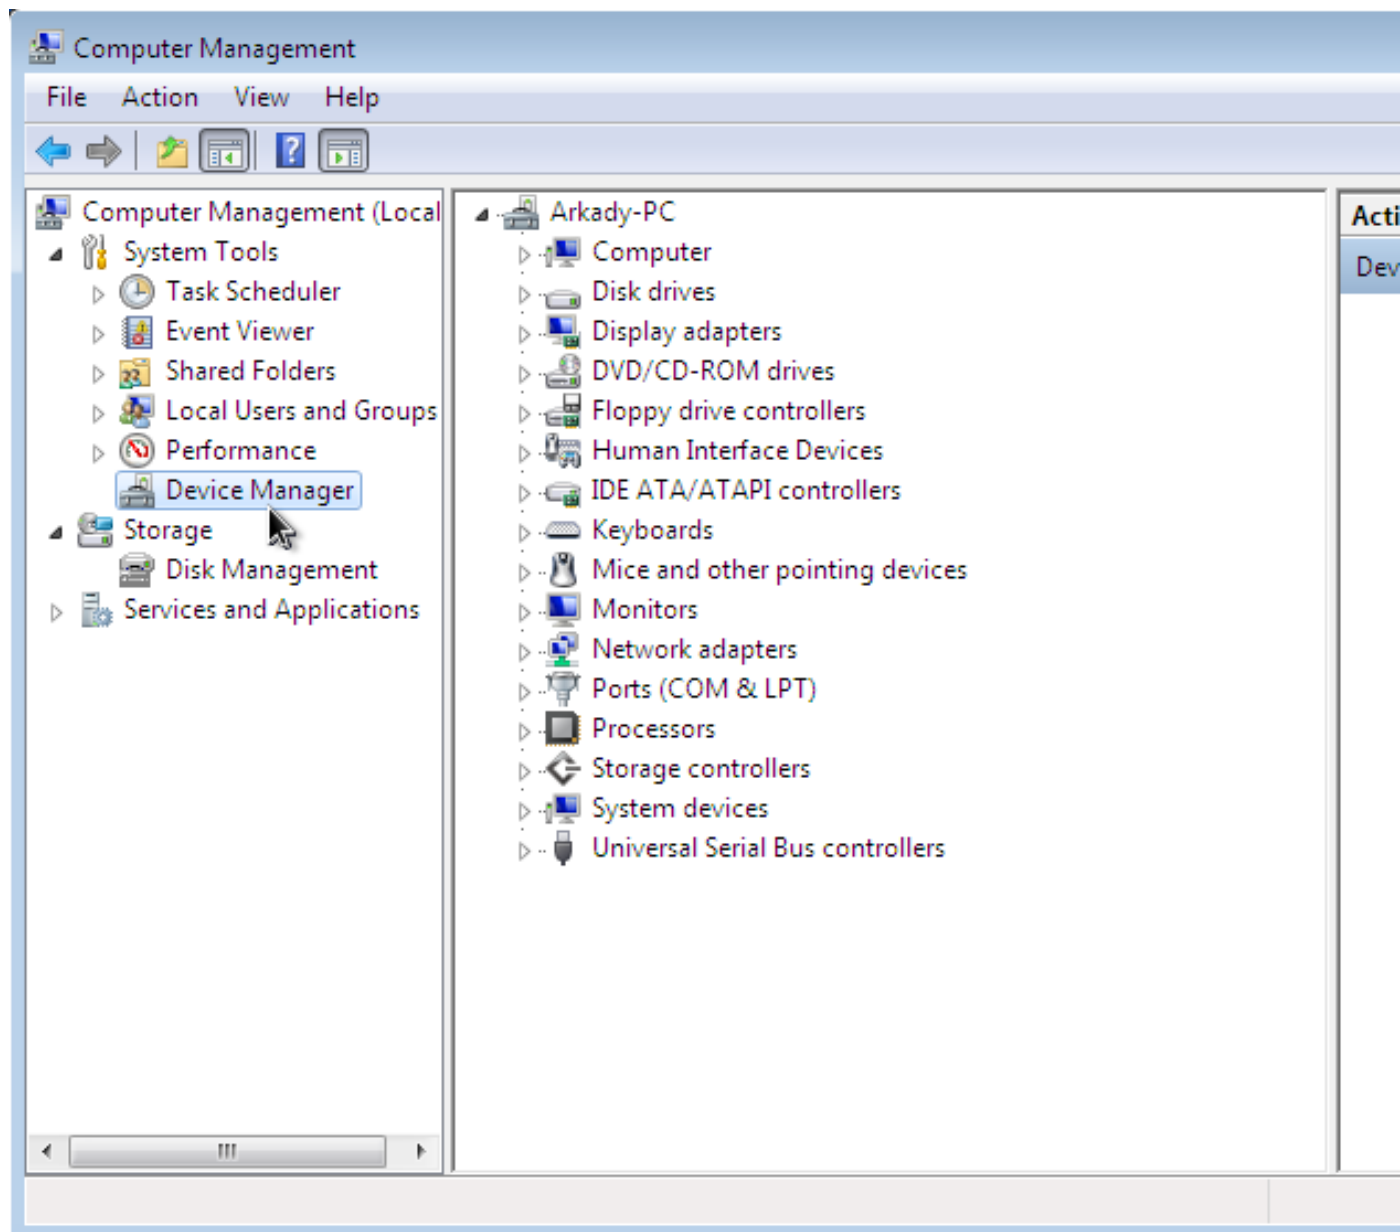 Computer Management
File Action View Help
Computer Management (Local
System Tools
Task Scheduler
Event Viewer
Shared Folders
Local Users and Groups
Performance
Device Manager
Storage
Disk Management
Services and Applications
Arkady-PC
Computer
Disk drives
Display adapters
DVD/CD-ROM drives
Floppy drive controllers
Human Interface Devices
IDE ATA/ATAPI controllers
Keyboards
Mice and other pointing devices
Monitors
Network adapters
Ports (COM & LPT)
Processors
Storage controllers
System devices
Universal Serial Bus controllers
Acti
Dev